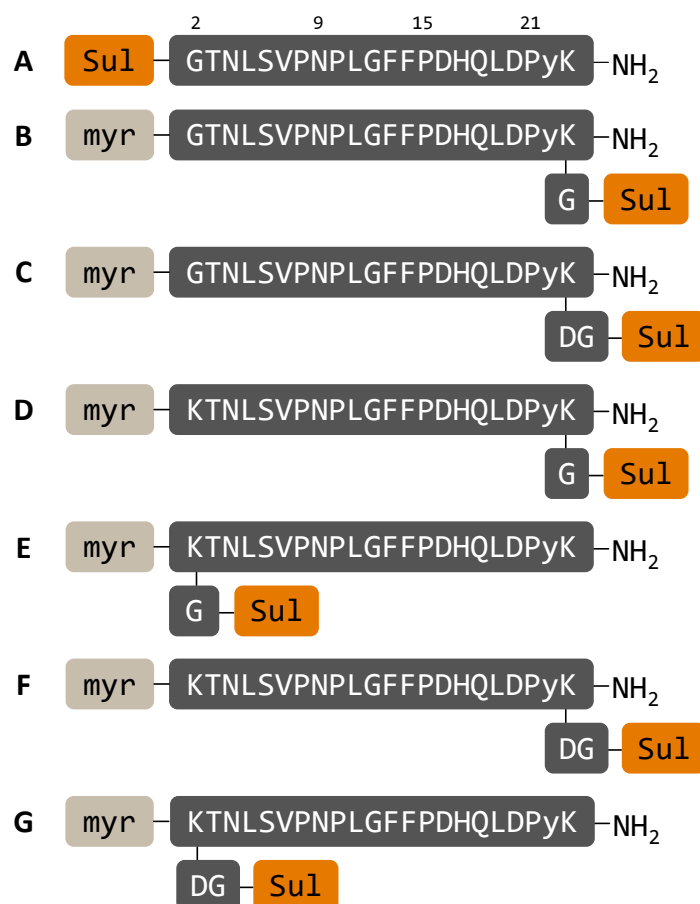 2 9 15 21
A Sul GTNLSVPNPLGFFPDHQLDPyK NH2
B myr GTNLSVPNPLGFFPDHQLDPyK NH2
G Sul
C myr GTNLSVPNPLGFFPDHQLDPyK NH2
DG Sul
D myr KTNLSVPNPLGFFPDHQLDPyK NH2
G Sul
E myr KTNLSVPNPLGFFPDHQLDPyK NH2
G Sul
F myr KTNLSVPNPLGFFPDHQLDPyK NH2
DG Sul
G myr KTNLSVPNPLGFFPDHQLDPyK NH2
DG Sul